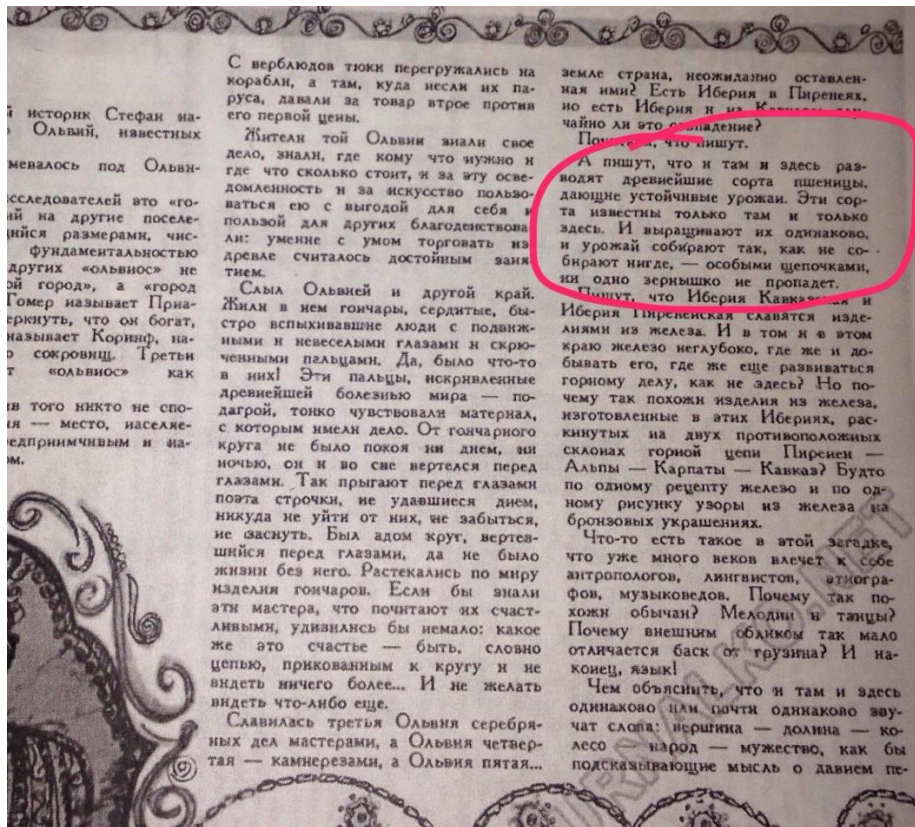 й историк Стефан на-
Ольвий, известных
мевалось под Ольви-
сследователей это «го-
ий на другие поселе-
щийся размерами, чис-
фундаментальностью
других «ольвиос» не
ой город», а «город
Гомер называет Приа-
еркнуть, что он богат,
называет Коринф, на-
сокровищ. Третьи
т «ольвиос» как
ив того никто не спо-
ия — место, населяе-
едприимчивым и на-
ом.
С верблюдов тюки перегружались на
корабли, а там, куда несли их па-
руса, давали за товар втрое против
его первой цены.
Жители той Ольвии знали свое
дело, знали, где кому что нужно и
где что сколько стоит, и за эту осве-
домленность и за искусство пользо-
ваться ею с выгодой для себя и
пользой для других благоденствова-
ли: умение с умом торговать из-
древле считалось достойным заня-
тием.
Слыл Ольвией и другой край.
Жили в нем гончары, сердитые, бы-
стро вспыхивавшие люди с подвиж-
ными и невеселыми глазами и скрю-
ченными пальцами. Да, было что-то
в них! Эти пальцы, искривленные
древнейшей болезнью мира — по-
дагрой, тонко чувствовали материал,
с которым имели дело. От гончарного
круга не было покоя ни днем, ни
ночью, он и во сне вертелся перед
глазами. Так прыгают перед глазами
поэта строчки, не удавшиеся днем,
никуда не уйти от них, не забыться,
не заснуть. Был адом круг, вертев-
шийся перед глазами, да не было
жизни без него. Растекались по миру
изделия гончаров. Если бы знали
эти мастера, что почитают их счаст-
ливыми, удивились бы немало: какое
же это счастье — быть, словно
цепью, прикованным к кругу и не
видеть ничего более... И не желать
видеть что-либо еще.
Славилась третья Ольвия серебря-
ных дел мастерами, а Ольвия четвер-
тая — камнерезами, а Ольвия пятая...
земле страна, неожиданно оставлен-
ная ими? Есть Иберия в Пиренеях,
но есть Иберия и на Кавказе, слу-
чайно ли это совпадение?
Почитаем, что пишут.
А пишут, что и там и здесь раз-
водят древнейшие сорта пшеницы,
дающие устойчивые урожаи. Эти сор-
та известны только там и только
здесь. И выращивают их одинаково,
и урожай собирают так, как не со-
бирают нигде, — особыми щепочками,
ни одно зернышко не пропадет.
Пишут, что Иберия Кавказская и
Иберия Пиренейская славятся изде-
лиями из железа. И в том и в этом
краю железо неглубоко, где же и до-
бывать его, где же еще развиваться
горному делу, как не здесь? Но по-
чему так похожи изделия из железа,
изготовленные в этих Ибериях, рас-
кинутых на двух противоположных
склонах горной цепи Пиренеи —
Альпы — Карпаты — Кавказ? Будто
по одному рецепту железо и по од-
ному рисунку узоры из железа на
бронзовых украшениях.
Что-то есть такое в этой загадке,
что уже много веков влечет к себе
антропологов, лингвистов, этногра-
фов, музыковедов. Почему так по-
хожи обычаи? Мелодии и танцы?
Почему внешним обликом так мало
отличается баск от грузина? И на-
конец, язык!
Чем объяснить, что и там и здесь
одинаково или почти одинаково зву-
чат слова: вершина — долина — ко-
лесо — народ — мужество, как бы
подсказывающие мысль о давнем пе-